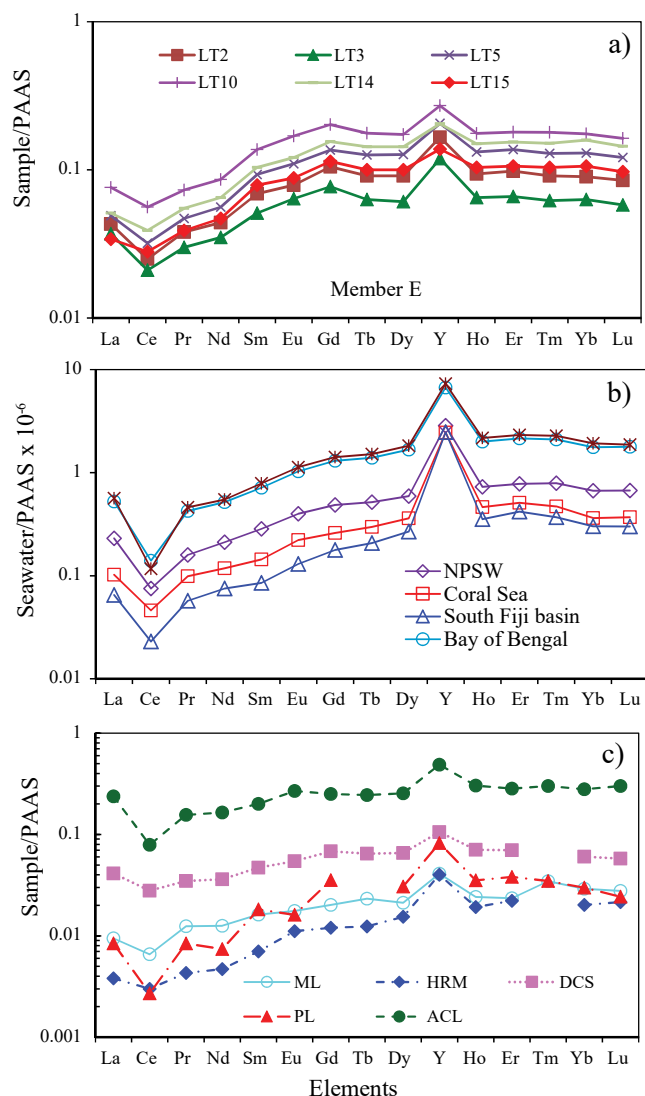 1
a)
LT2 LT3 LT5
LT10 LT14 LT15
Sample/PAAS
0.1
Member E
0.01
La Ce Pr Nd Sm Eu Gd Tb Dy Y Ho Er Tm Yb Lu
10
b)
Seawater/PAAS x 10-6
1
0.1
NPSW
Coral Sea
South Fiji basin
Bay of Bengal
0.01
La Ce Pr Nd Sm Eu Gd Tb Dy Y Ho Er Tm Yb Lu
1
c)
Sample/PAAS
0.1
0.01
ML HRM DCS
PL ACL
0.001
La Ce Pr Nd Sm Eu Gd Tb Dy Y Ho Er Tm Yb Lu
Elements